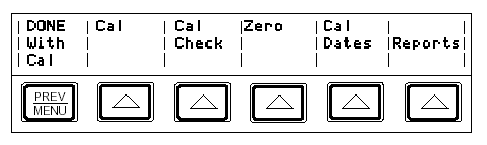 DONE Cal Cal Zero Cal
With Check Dates Reports
Cal
PREV
MENU